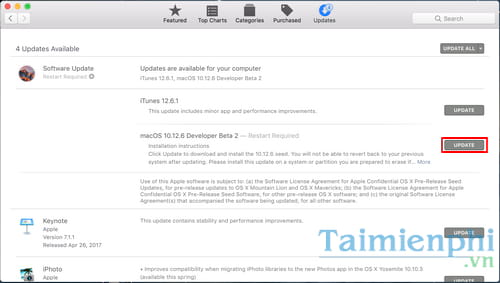 Featured Top Charts Categories Purchased Updates
Search
4 Updates Available
UPDATE ALL
Software Update
Restart Required
Updates are available for your computer
iTunes 12.6.1, macOS 10.12.6 Developer Beta 2
iTunes 12.6.1
This update includes minor app and performance improvements.
UPDATE
macOS 10.12.6 Developer Beta 2 — Restart Required
Installation instructions
Click Update to download and install the 10.12.6 seed. You will not be able to revert back to your previous
system after updating. Please install this update on a system or partition you are prepared to erase if... More
UPDATE
Use of this Apple software is subject to: (a) the Software License Agreement for Apple Confidential OS X Pre-Release Seed
Updates, for pre-release updates to OS X Mountain Lion and OS X Mavericks; (b) the Software License Agreement for Apple
Confidential OS X Pre-Release Seed Software, for other pre-release OS X software; and (c) the original Software License
Agreement(s) that accompanied the software being updated, for all other software.
Keynote
Apple
Version 7.1.1
Released April 26, 2017
This update contains stability and performance improvements.
UPDATE
iPhoto
Apple
• Improves compatibility when migrating iPhoto libraries to the new Photos app in the OS X Yosemite 10.10.3
(available this spring)
UPDATE
Taimienphi
.vn